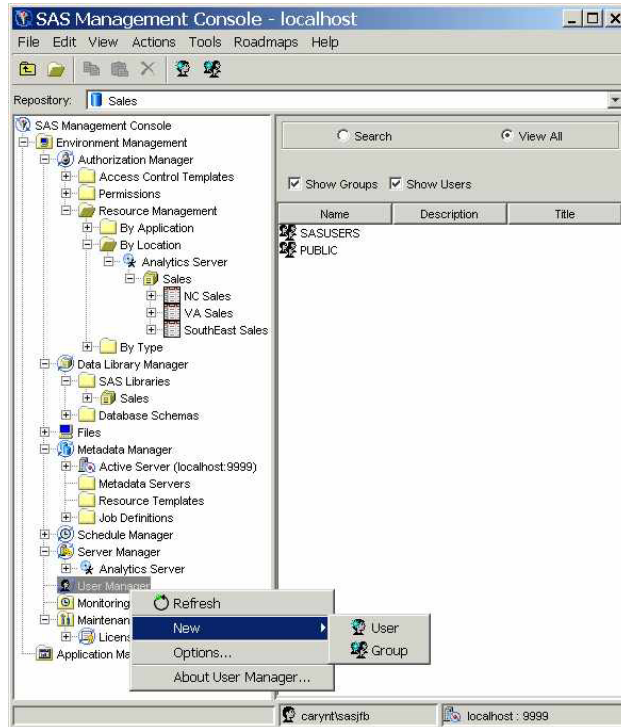 SAS Management Console - localhost
File Edit View Actions Tools Roadmaps Help
Repository: Sales
SAS Management Console
Environment Management
Authorization Manager
Access Control Templates
Permissions
Resource Management
By Application
By Location
Analytics Server
Sales
NC Sales
VA Sales
SouthEast Sales
By Type
Data Library Manager
SAS Libraries
Sales
Database Schemas
Files
Metadata Manager
Active Server (localhost:9999)
Metadata Servers
Resource Templates
Job Definitions
Schedule Manager
Server Manager
Analytics Server
User Manager
Monitoring
Maintenan
Licens
Application Ma
Search View All
Show Groups Show Users
Name Description Title
SASUSERS
PUBLIC
Refresh
New
Options...
About User Manager...
User
Group
carynt\sasjfb localhost : 9999